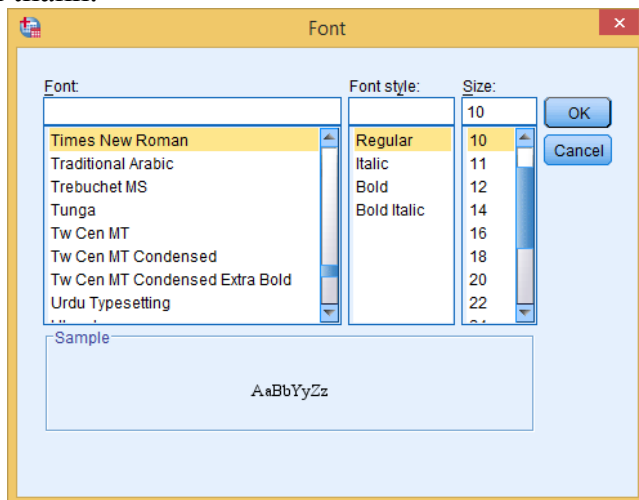 Font
Font: Font style: Size:
10
OK
Cancel
Times New Roman Regular 10
Traditional Arabic Italic 11
Trebuchet MS Bold 12
Tunga Bold Italic 14
Tw Cen MT 16
Tw Cen MT Condensed 18
Tw Cen MT Condensed Extra Bold 20
Urdu Typesetting 22
Sample
AaBbYyZz